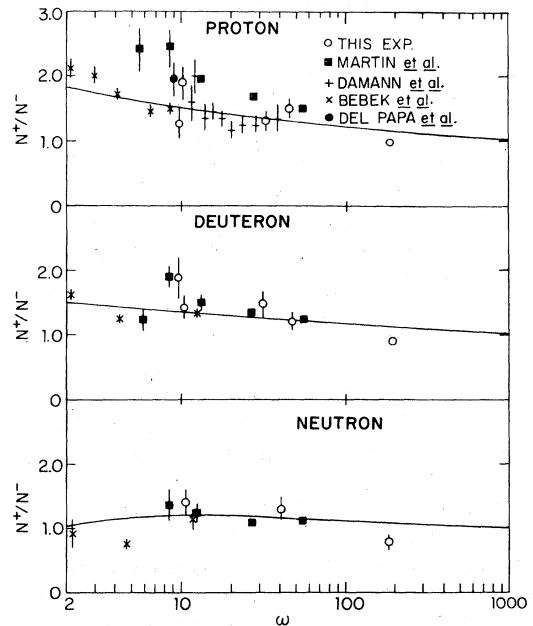 PROTON
○ THIS EXP.
■ MARTIN et al.
+ DAMANN et al.
× BEBEK et al.
● DEL PAPA et al.
N⁺/N⁻
3.0
2.0
1.0
0
DEUTERON
N⁺/N⁻
2.0
1.0
0
NEUTRON
N⁺/N⁻
2.0
1.0
0
2 10 100 1000
ω